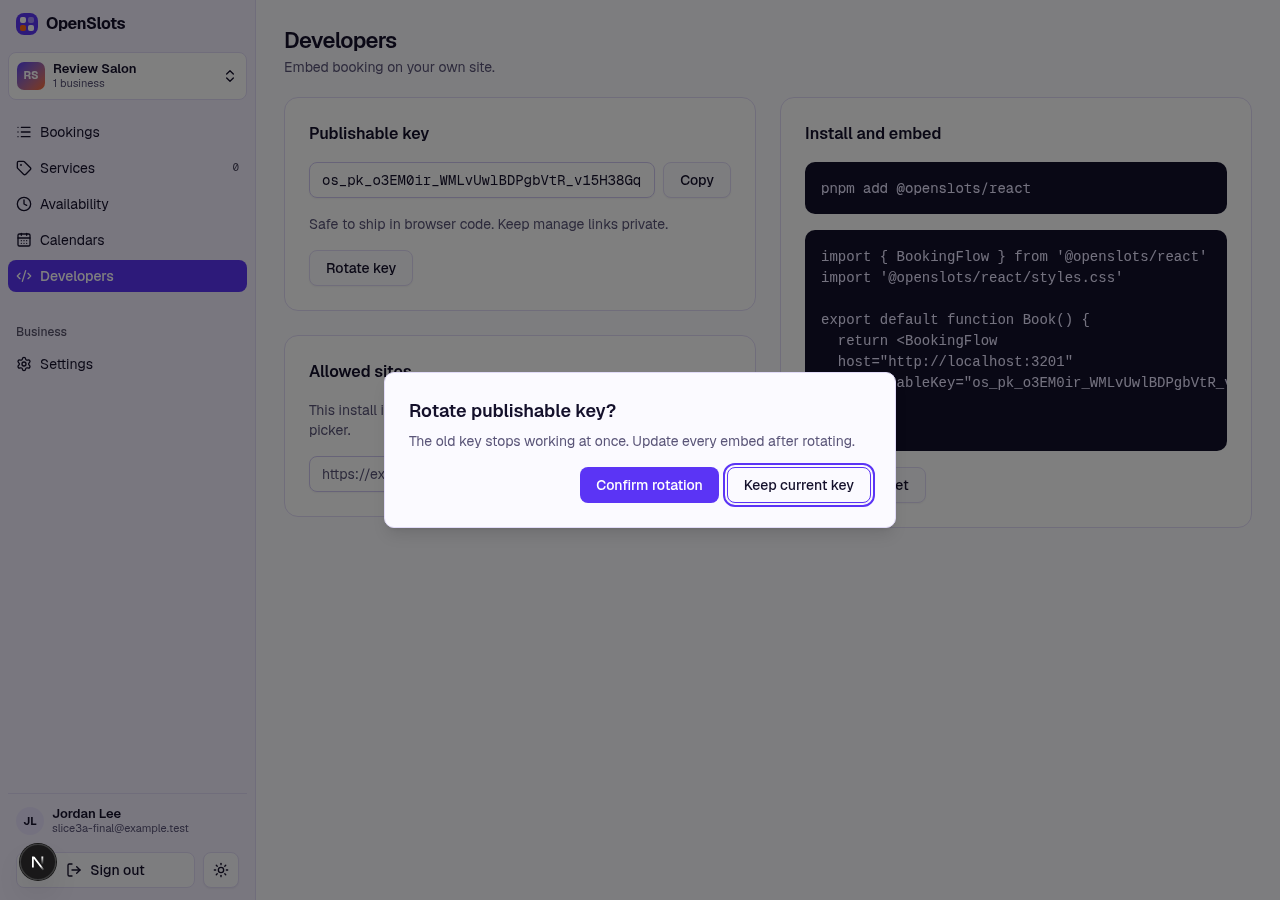 OpenSlots
RS
Review Salon
1 business
Bookings
Services
0
Availability
Calendars
Developers
Business
Settings
JL
Jordan Lee
slice3a-final@example.test
N
Sign out
Developers
Embed booking on your own site.
Publishable key
os_pk_o3EM0ir_WMLvUwlBDPgbVtR_v15H38Gq
Copy
Safe to ship in browser code. Keep manage links private.
Rotate key
Allowed sites
This install
picker.
https://ex
Install and embed
pnpm add @openslots/react
import { BookingFlow } from '@openslots/react'
import '@openslots/react/styles.css'
export default function Book() {
return <BookingFlow
host="http://localhost:3201"
ableKey="os_pk_o3EM0ir_WMLvUwlBDPgbVtR_v
et
Rotate publishable key?
The old key stops working at once. Update every embed after rotating.
Confirm rotation
Keep current key